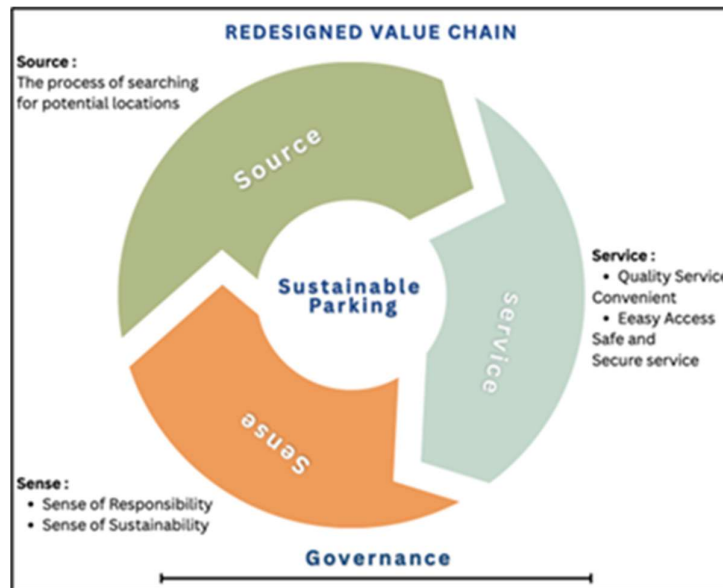 REDESIGNED VALUE CHAIN
Source :
The process of searching
for potential locations
Source
Service :
• Quality Service
Convenient
• Eeasy Access
Safe and
Secure service
service
Sustainable
Parking
Sense
Sense :
• Sense of Responsibility
• Sense of Sustainability
Governance